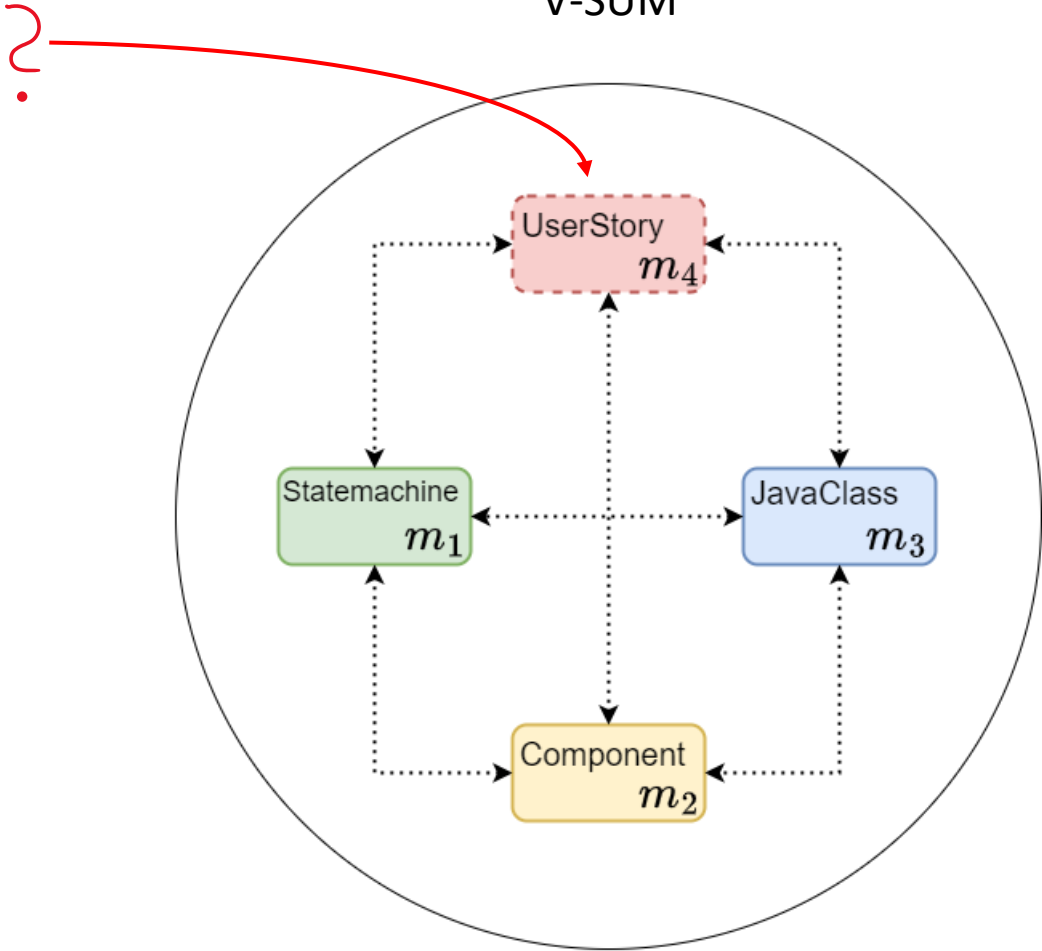 V-SUM
?
UserStory
m₄
Statemachine
m₁
JavaClass
m₃
Component
m₂